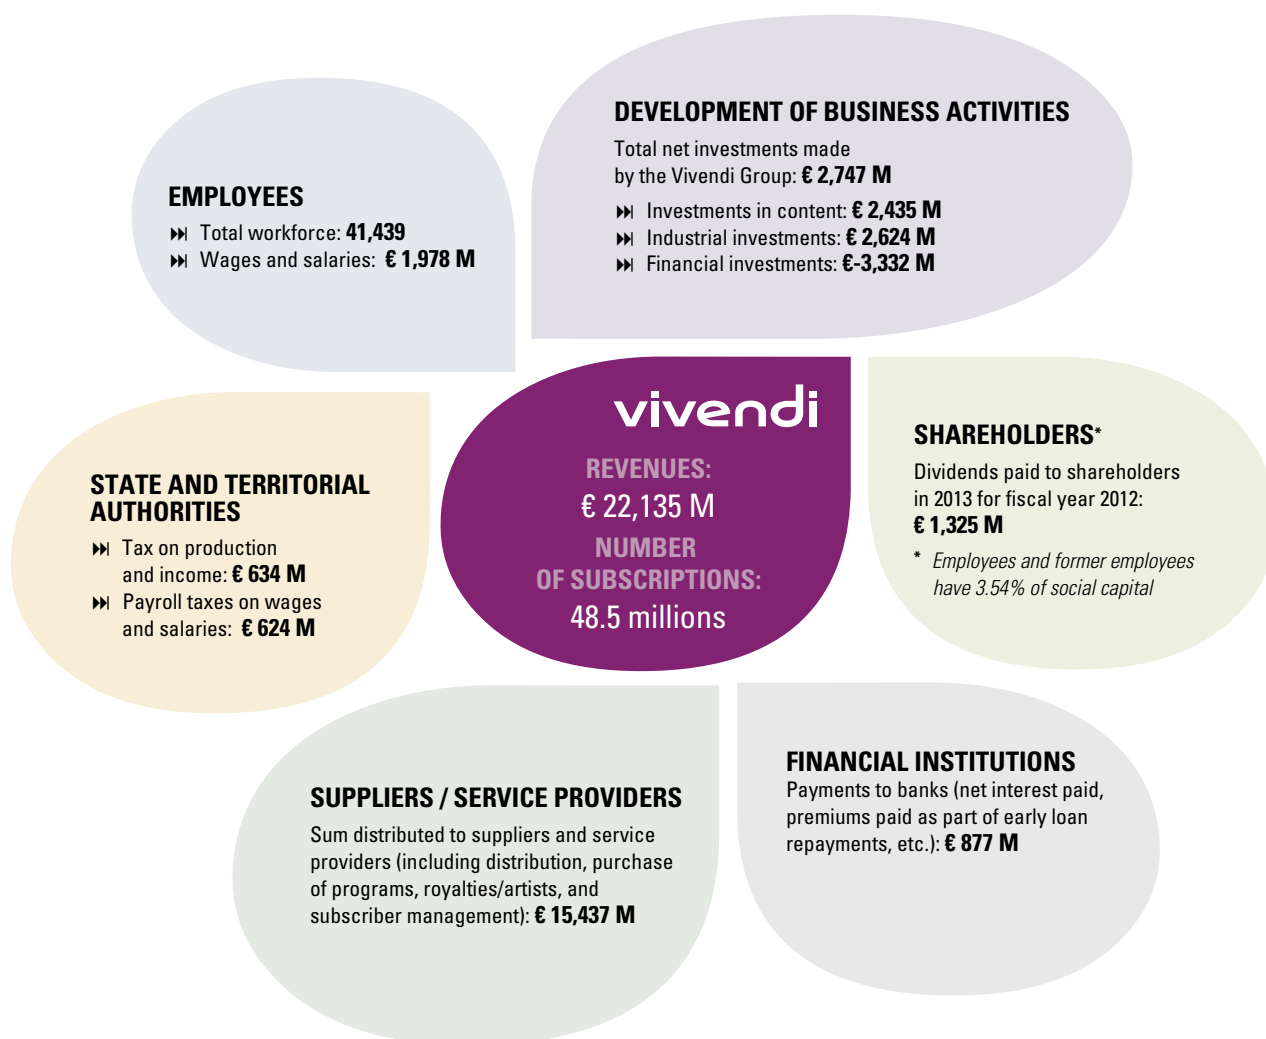 DEVELOPMENT OF BUSINESS ACTIVITIES
Total net investments made
by the Vivendi Group: € 2,747 M
Investments in content: € 2,435 M
Industrial investments: € 2,624 M
Financial investments: €-3,332 M
EMPLOYEES
Total workforce: 41,439
Wages and salaries: € 1,978 M
vivendi
REVENUES:
€ 22,135 M
NUMBER
OF SUBSCRIPTIONS:
48.5 millions
SHAREHOLDERS*
Dividends paid to shareholders
in 2013 for fiscal year 2012:
€ 1,325 M
* Employees and former employees
have 3.54% of social capital
STATE AND TERRITORIAL
AUTHORITIES
Tax on production
and income: € 634 M
Payroll taxes on wages
and salaries: € 624 M
SUPPLIERS / SERVICE PROVIDERS
Sum distributed to suppliers and service
providers (including distribution, purchase
of programs, royalties/artists, and
subscriber management): € 15,437 M
FINANCIAL INSTITUTIONS
Payments to banks (net interest paid,
premiums paid as part of early loan
repayments, etc.): € 877 M